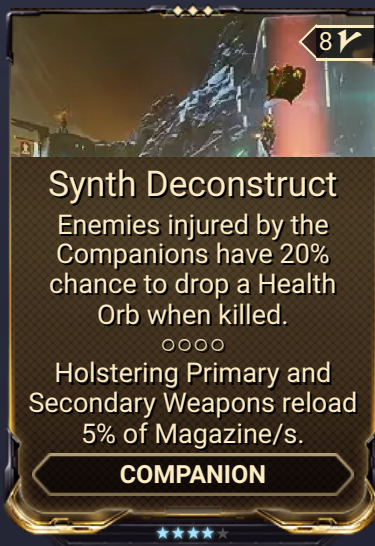 8
Synth Deconstruct
Enemies injured by the
Companions have 20%
chance to drop a Health
Orb when killed.
Holstering Primary and
Secondary Weapons reload
5% of Magazine/s.
COMPANION